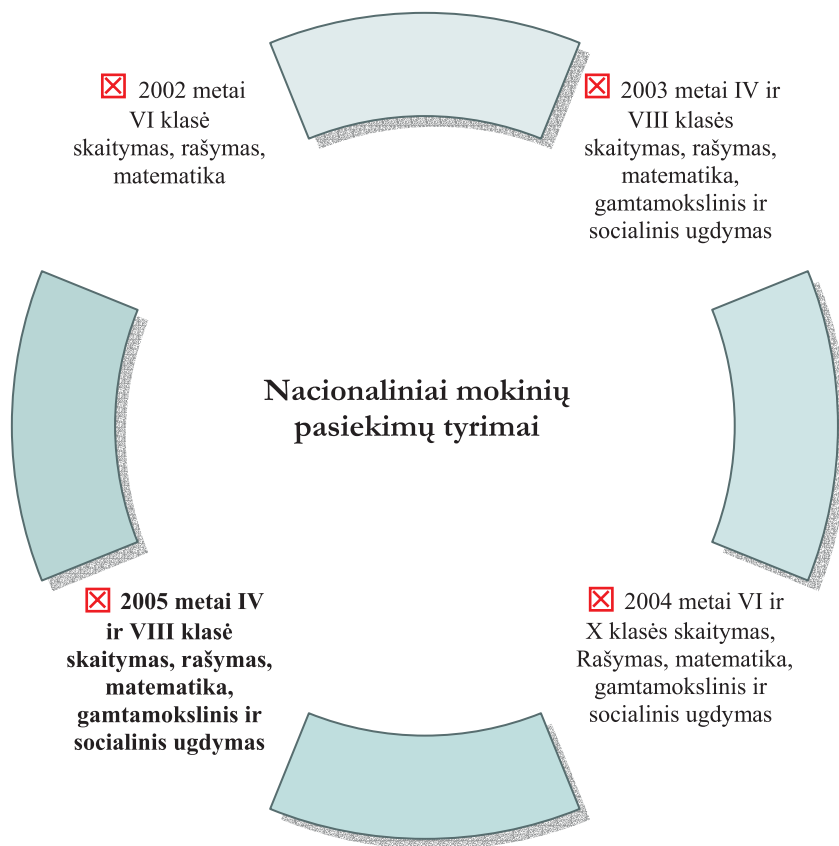 ☒ 2002 metai
VI klasė
skaitymas, rašymas,
matematika
☒ 2003 metai IV ir
VIII klasės
skaitymas, rašymas,
matematika,
gamtamokslinis ir
socialinis ugdymas
Nacionaliniai mokinių
pasiekimų tyrimai
☒ 2005 metai IV
ir VIII klasė
skaitymas, rašymas,
matematika,
gamtamokslinis ir
socialinis ugdymas
☒ 2004 metai VI ir
X klasės skaitymas,
Rašymas, matematika,
gamtamokslinis ir
socialinis ugdymas